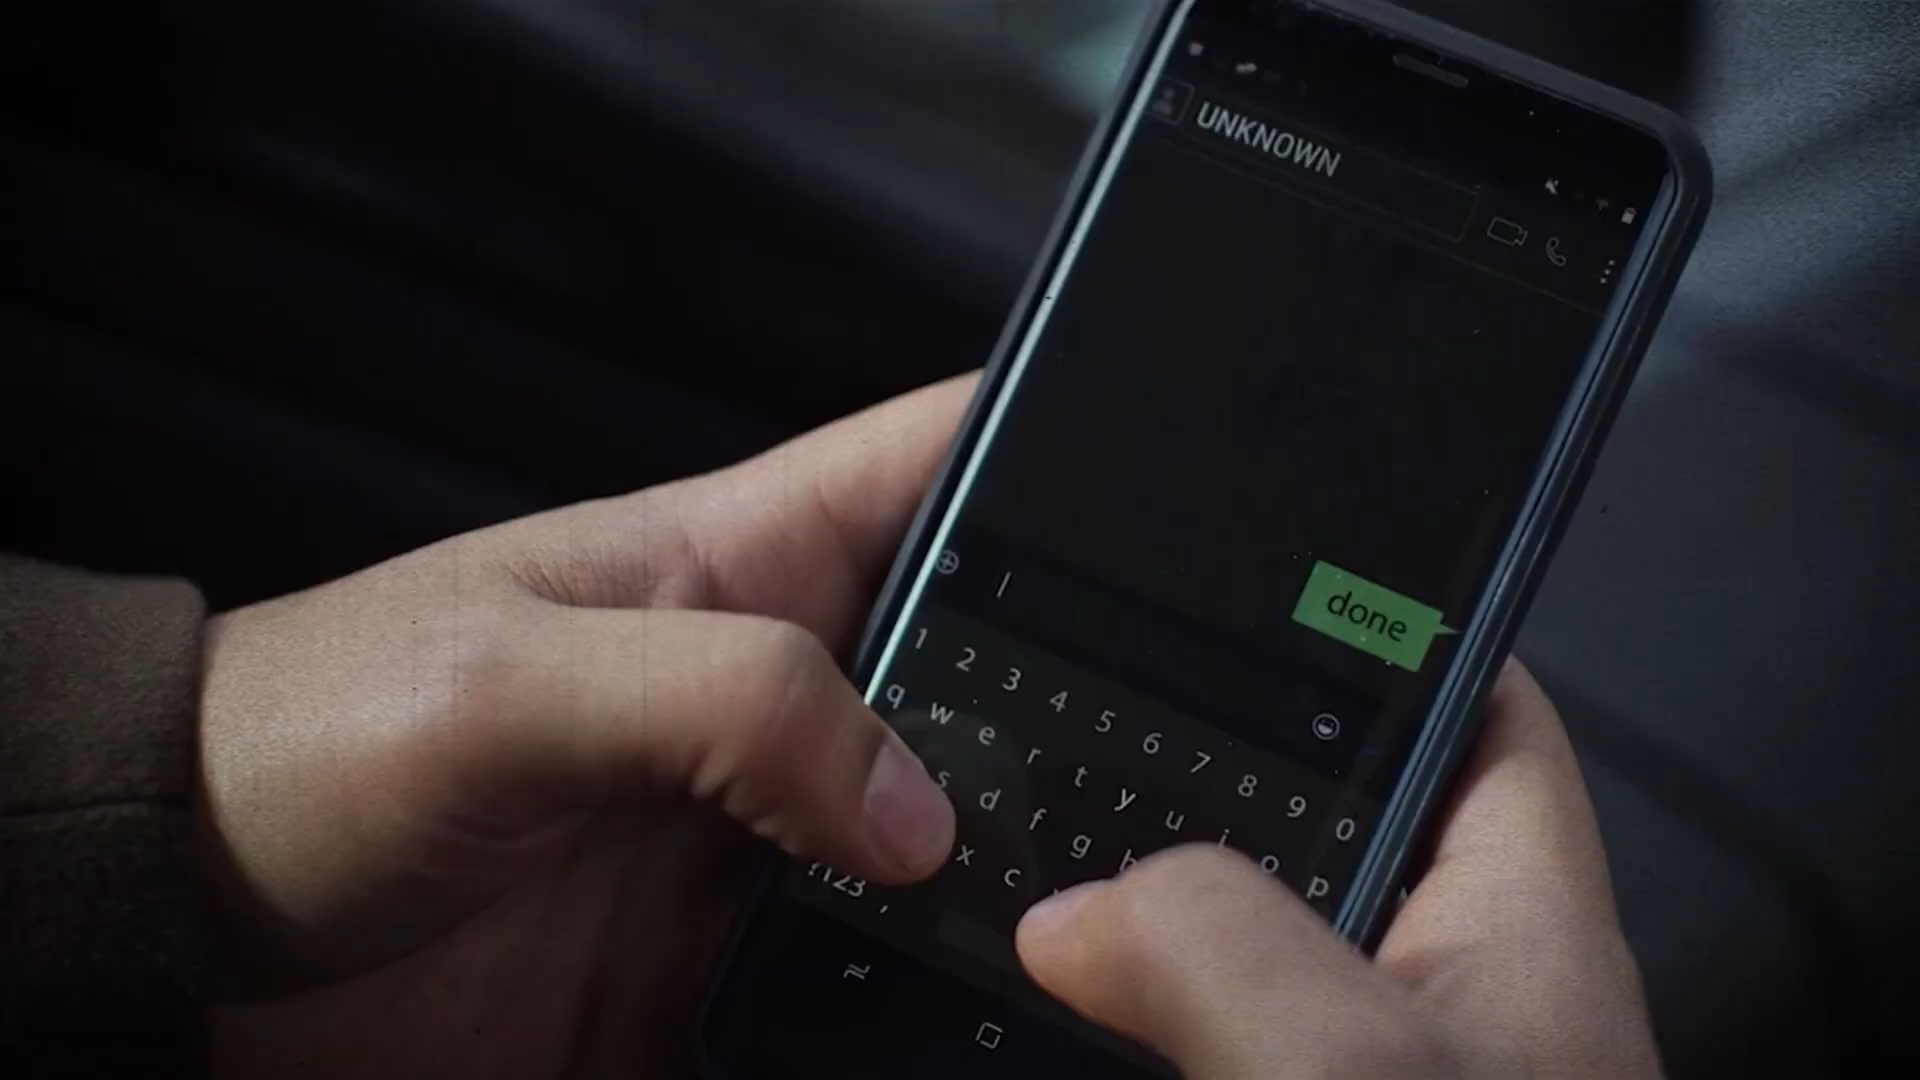 UNKNOWN
done
1 2 3 4 5 6 7 8 9 0
q w e r t y u i o p
s d f g h
x c
?123 ,